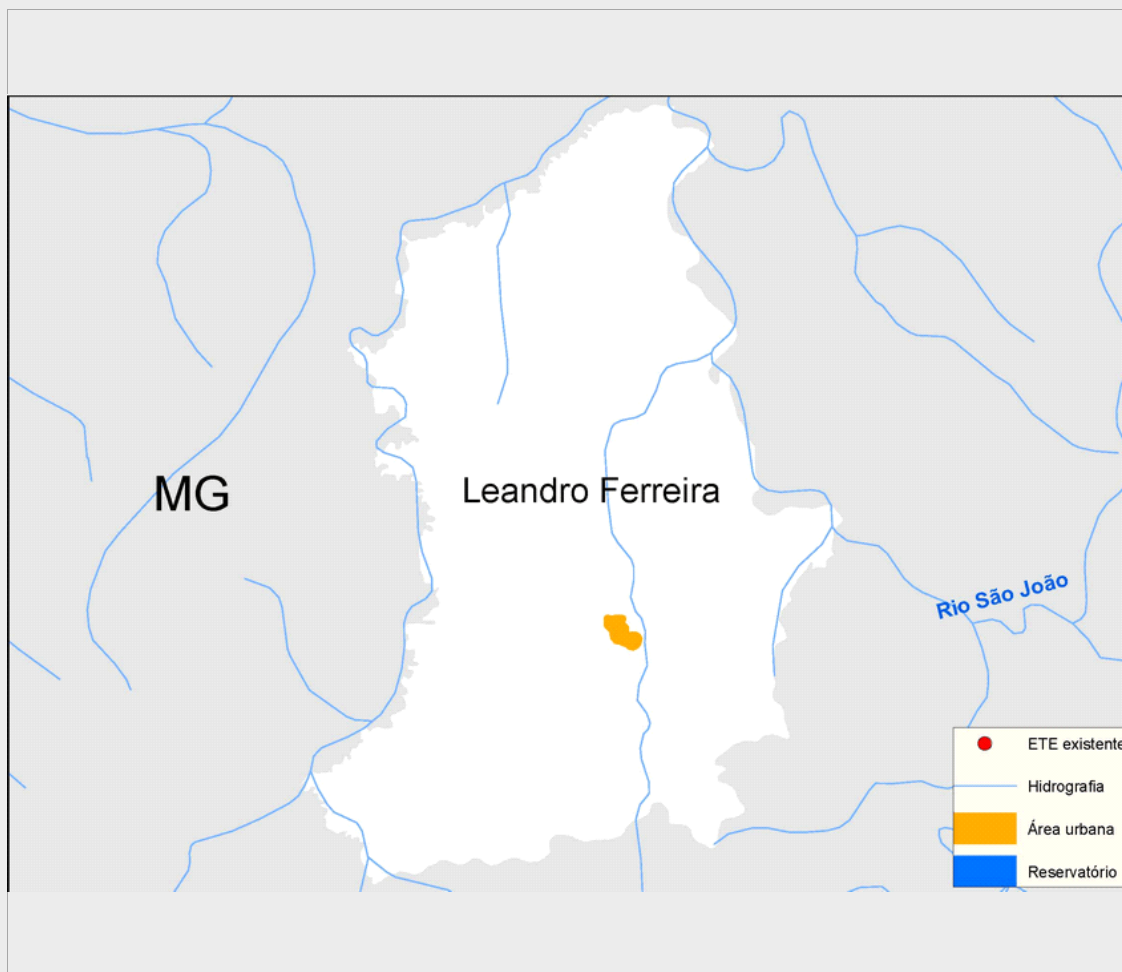 MG
Leandro Ferreira
Rio São João
ETE existente
Hidrografia
Área urbana
Reservatório